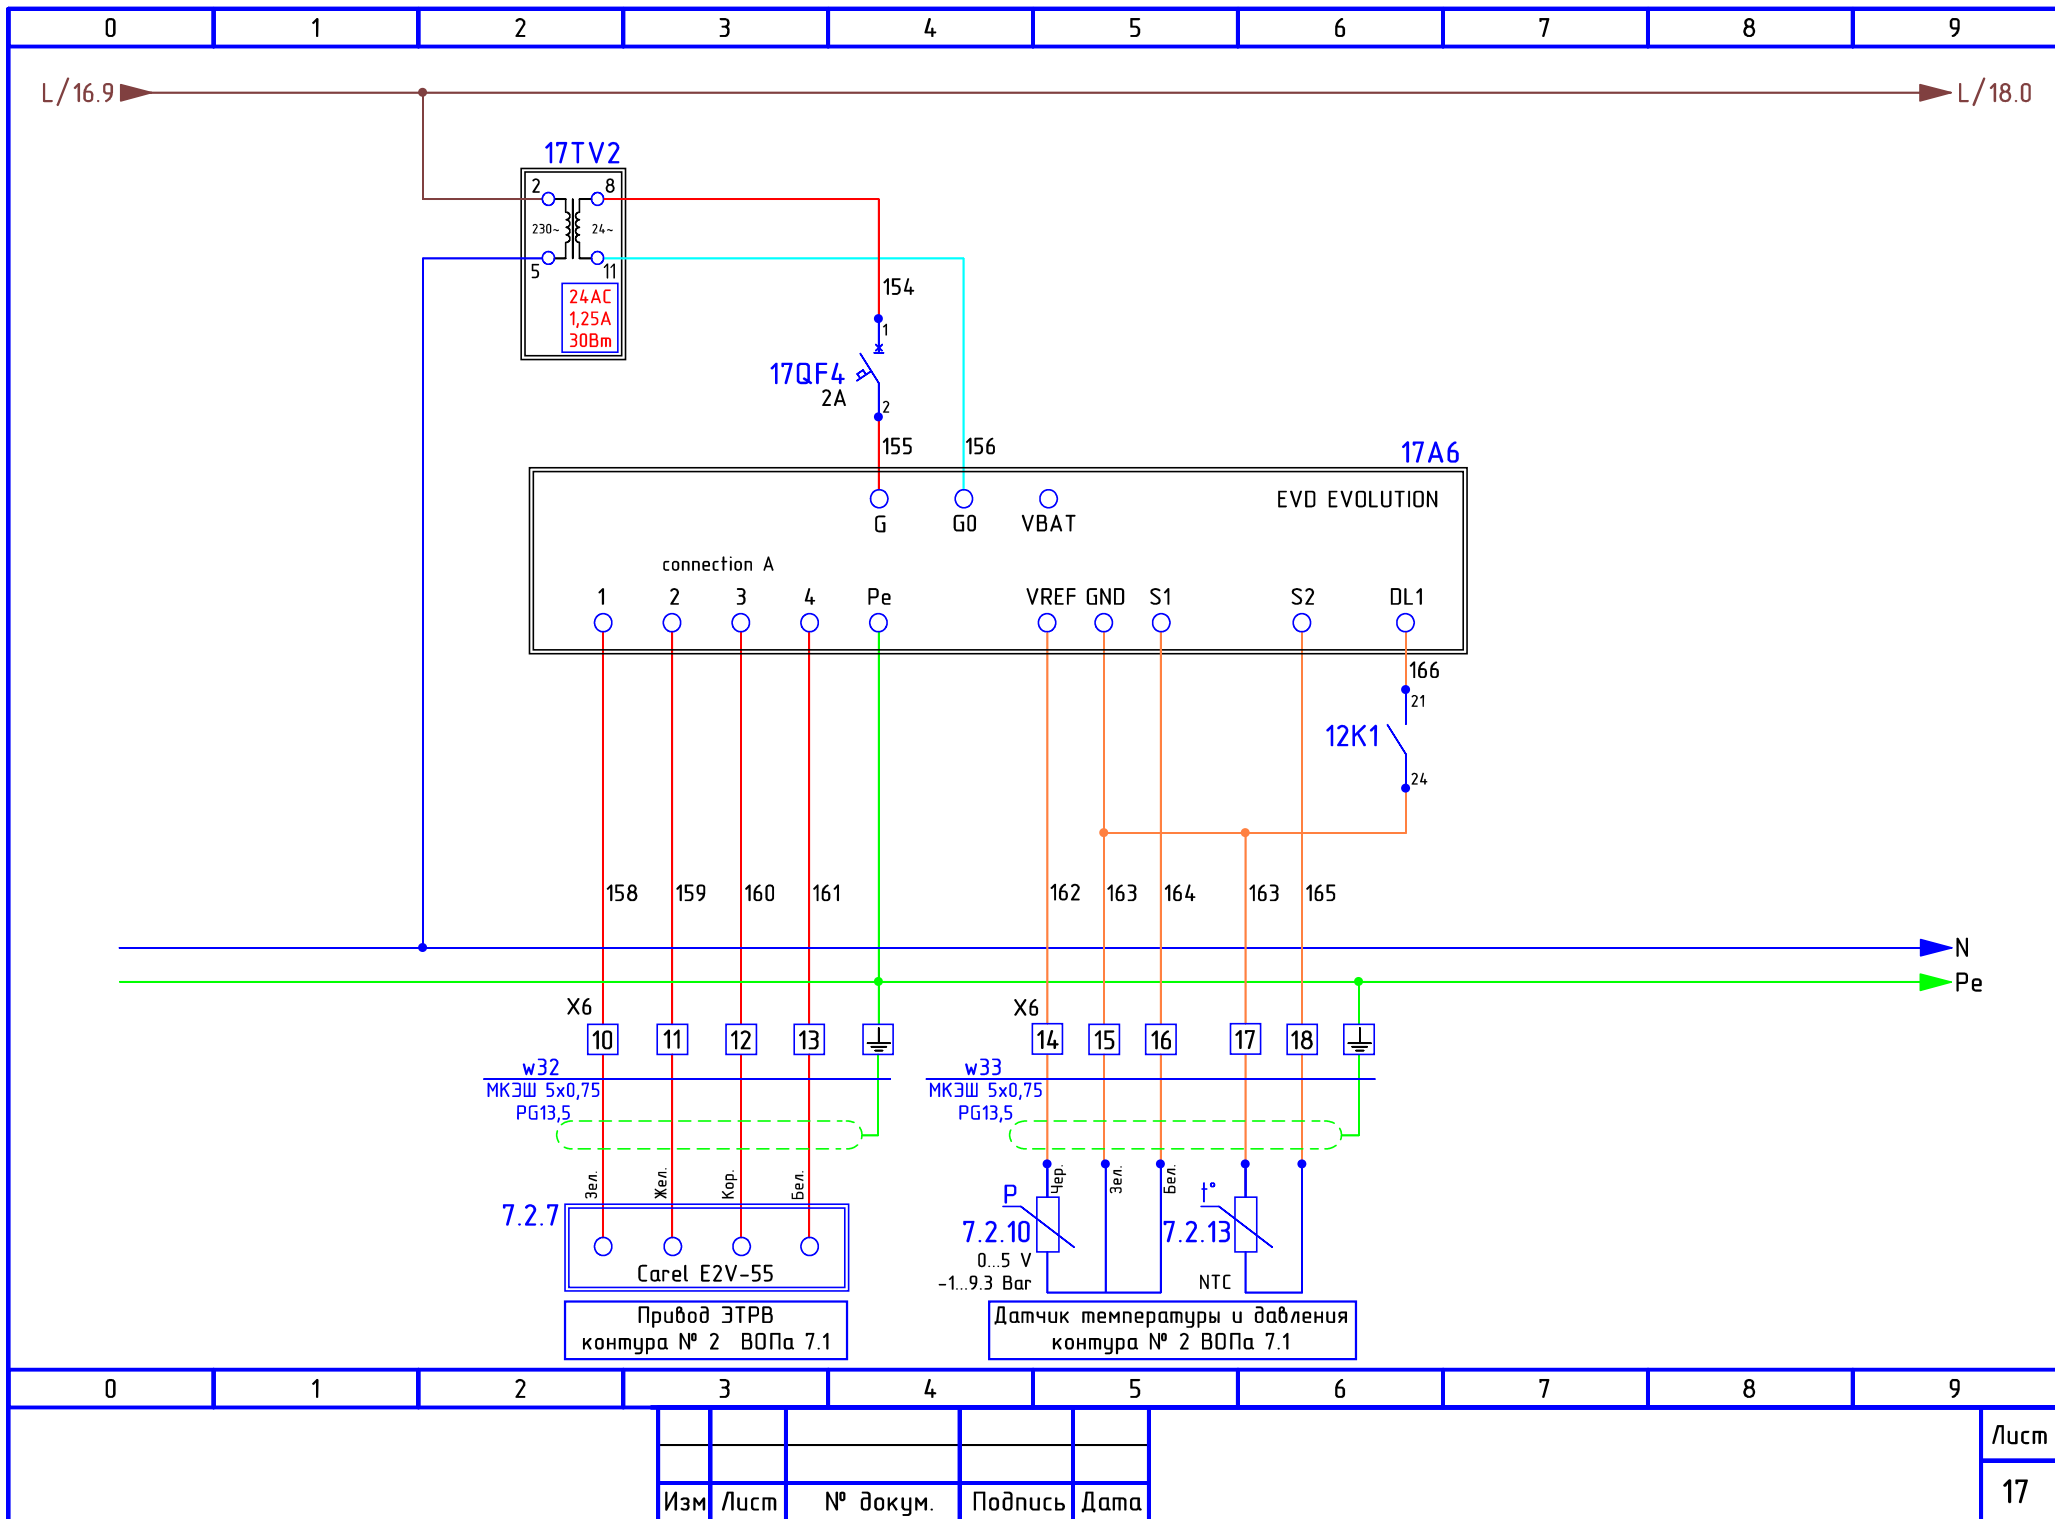 0 1 2 3 4 5 6 7 8 9
L/16.9
L/18.0
17TV2
2 8
230~ 24~
5 11
24AC
1,25A
30Вт
154
1
17QF4
2A
2
155 156
17A6
EVD EVOLUTION
G G0 VBAT
connection A
1 2 3 4 Pe VREF GND S1 S2 DL1
166
21
12K1
24
158 159 160 161 162 163 164 163 165
N
Pe
X6
10 11 12 13
X6
14 15 16 17 18
w32
МКЭШ 5x0,75
PG13,5
w33
МКЭШ 5x0,75
PG13,5
Зел. Жел. Кор. Бел.
Чер. Зел. Бел.
7.2.7
Carel E2V-55
P
7.2.10
0...5 V
-1...9.3 Bar
t°
7.2.13
NTC
Привод ЭТРВ
контура № 2 ВОПа 7.1
Датчик температуры и давления
контура № 2 ВОПа 7.1
0 1 2 3 4 5 6 7 8 9
Изм Лист № докум. Подпись Дата
Лист
17